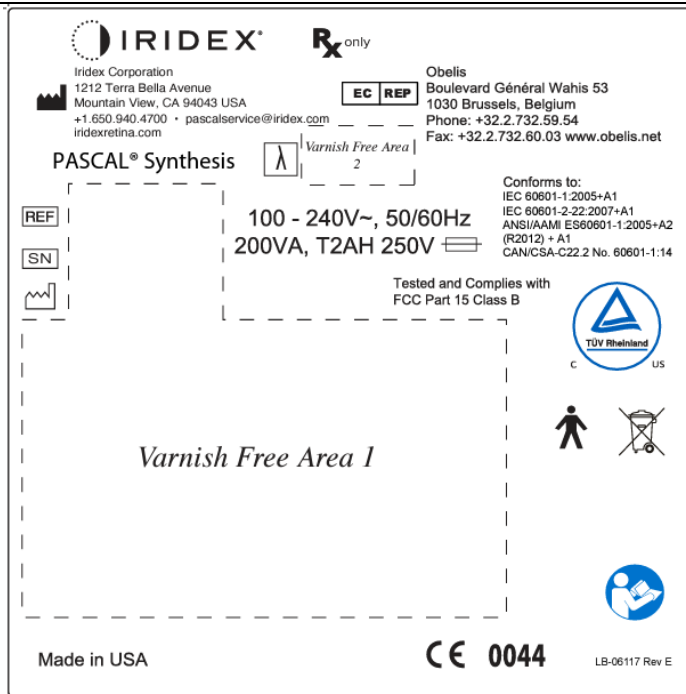 IRIDEX®
Rx only
Iridex Corporation
1212 Terra Bella Avenue
Mountain View, CA 94043 USA
+1.650.940.4700 • pascalservice@iridex.com
iridexretina.com
EC REP
Obelis
Boulevard Général Wahis 53
1030 Brussels, Belgium
Phone: +32.2.732.59.54
Fax: +32.2.732.60.03 www.obelis.net
PASCAL® Synthesis
λ
Varnish Free Area
2
REF
SN
100 - 240V~, 50/60Hz
200VA, T2AH 250V
Conforms to:
IEC 60601-1:2005+A1
IEC 60601-2-22:2007+A1
ANSI/AAMI ES60601-1:2005+A2
(R2012) + A1
CAN/CSA-C22.2 No. 60601-1:14
Tested and Complies with
FCC Part 15 Class B
TÜV Rheinland
C US
Varnish Free Area 1
Made in USA
CE 0044
LB-06117 Rev E